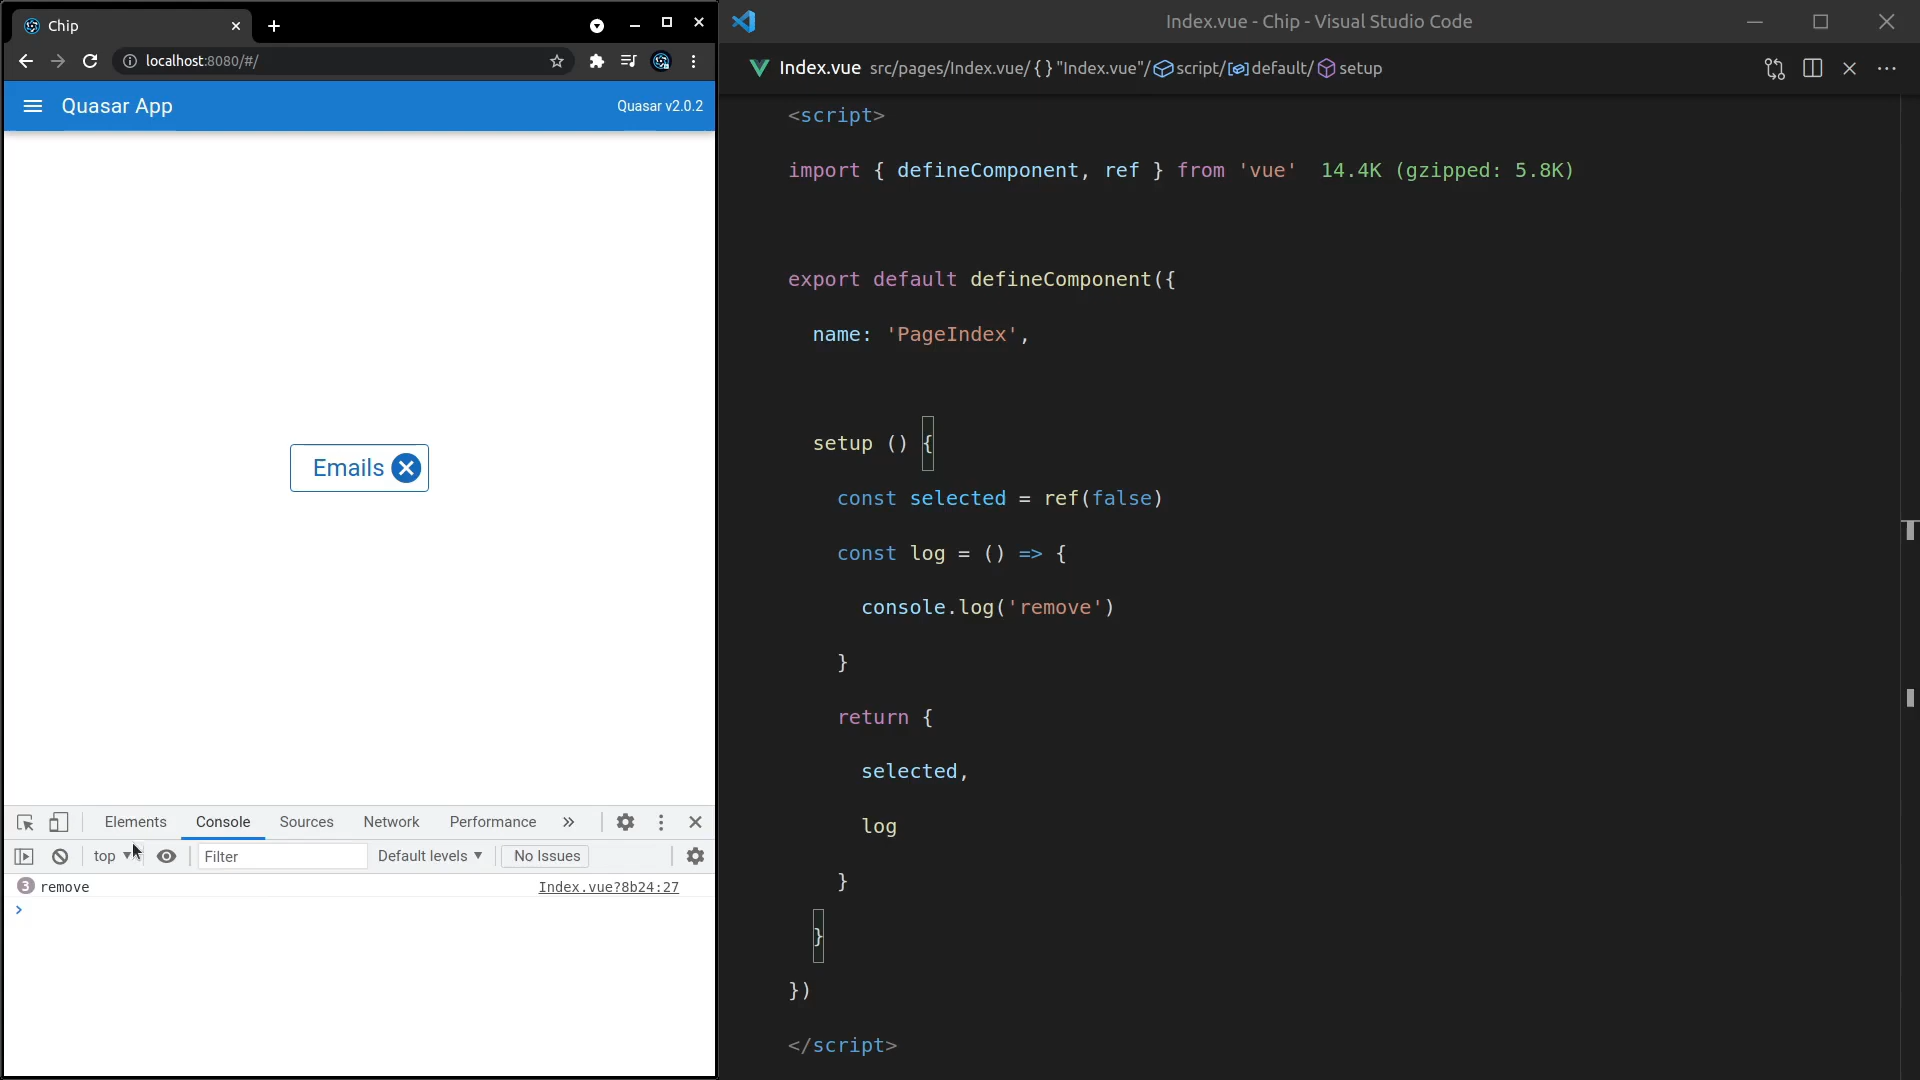 Chip
localhost:8080/#/
Quasar App
Quasar v2.0.2
Emails
Elements Console Sources Network Performance »
top Filter Default levels No Issues
3 remove Index.vue?8b24:27
›
Index.vue - Chip - Visual Studio Code
Index.vue src/pages/Index.vue/ {} "Index.vue"/ script/ default/ setup
<script>
import { defineComponent, ref } from 'vue' 14.4K (gzipped: 5.8K)
export default defineComponent({
name: 'PageIndex',
setup () {
const selected = ref(false)
const log = () => {
console.log('remove')
}
return {
selected,
log
}
}
})
</script>